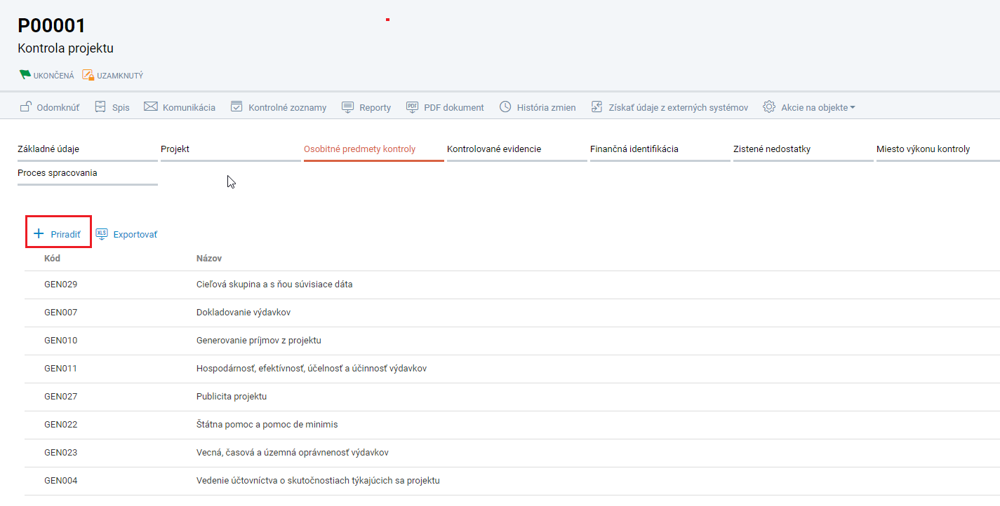 P00001
Kontrola projektu
UKONČENÁ UZAMKNUTÝ
Odomknúť Spis Komunikácia Kontrolné zoznamy Reporty PDF PDF dokument História zmien Získať údaje z externých systémov Akcie na objekte
Základné údaje Projekt Osobitné predmety kontroly Kontrolované evidencie Finančná identifikácia Zistené nedostatky Miesto výkonu kontroly
Proces spracovania
Priradiť XLS Exportovať
Kód Názov
GEN029 Cieľová skupina a s ňou súvisiace dáta
GEN007 Dokladovanie výdavkov
GEN010 Generovanie príjmov z projektu
GEN011 Hospodárnosť, efektívnosť, účelnosť a účinnosť výdavkov
GEN027 Publicita projektu
GEN022 Štátna pomoc a pomoc de minimis
GEN023 Vecná, časová a územná oprávnenosť výdavkov
GEN004 Vedenie účtovníctva o skutočnostiach týkajúcich sa projektu